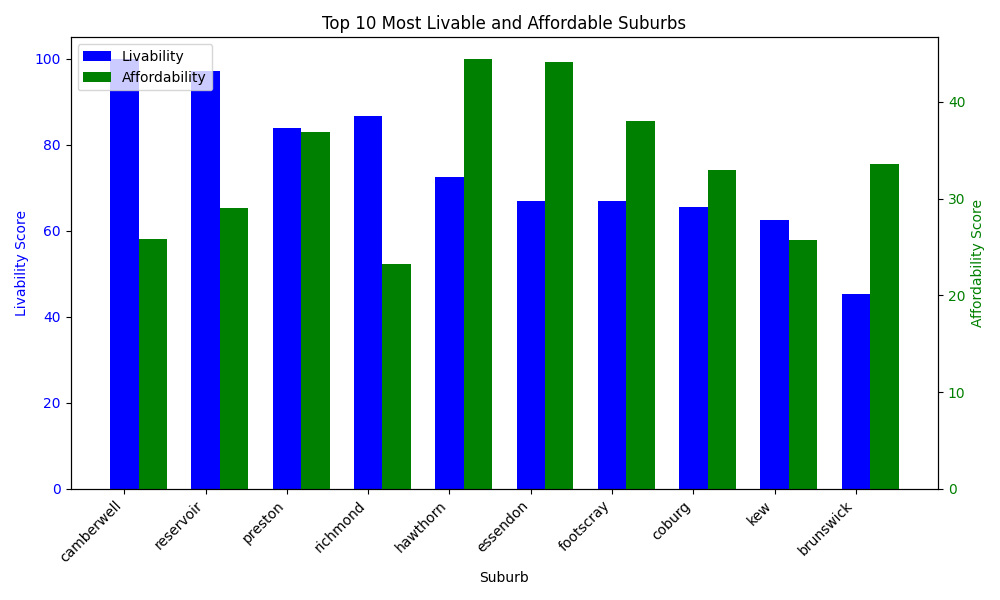 Top 10 Most Livable and Affordable Suburbs
Livability
Affordability
100
80
60
40
20
0
Livability Score
40
30
20
10
0
Affordability Score
camberwell
reservoir
preston
richmond
hawthorn
essendon
footscray
coburg
kew
brunswick
Suburb